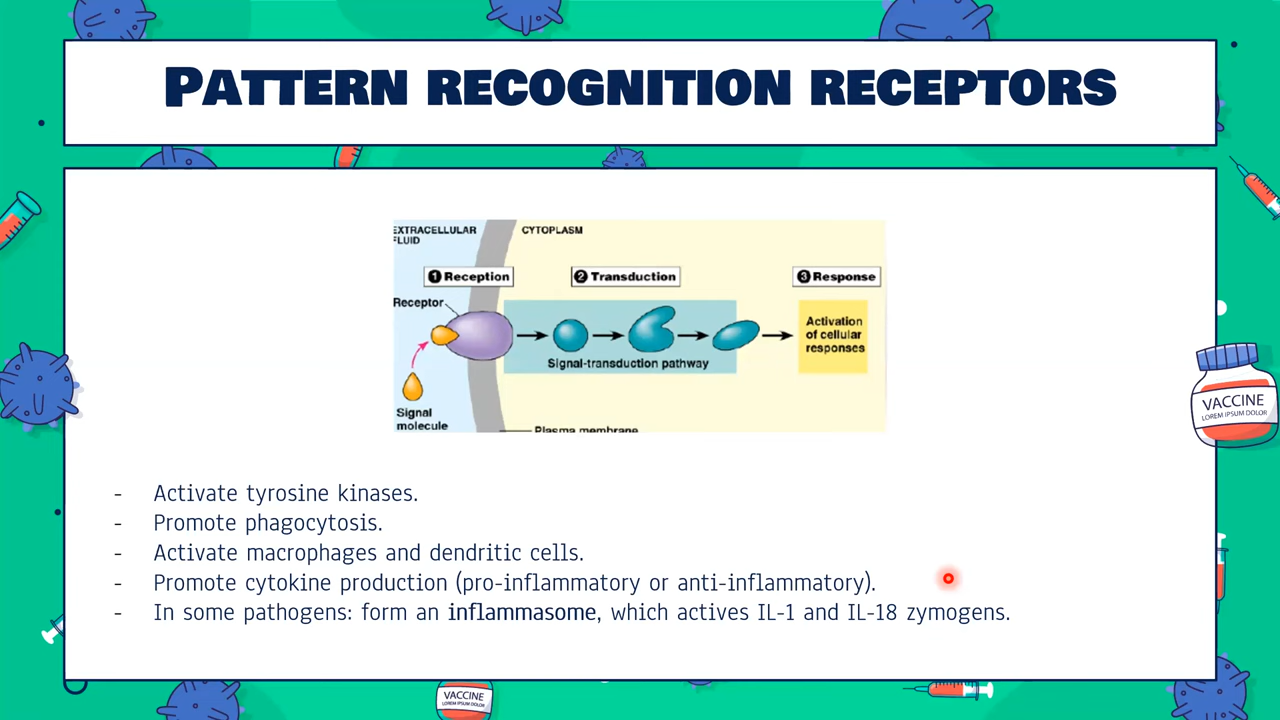 PATTERN RECOGNITION RECEPTORS
EXTRACELLULAR
FLUID
CYTOPLASM
1 Reception
2 Transduction
3 Response
Receptor
Activation
of cellular
responses
Signal-transduction pathway
Signal
molecule
Plasma membrane
VACCINE
LOREM IPSUM DOLOR
- Activate tyrosine kinases.
- Promote phagocytosis.
- Activate macrophages and dendritic cells.
- Promote cytokine production (pro-inflammatory or anti-inflammatory).
- In some pathogens: form an inflammasome, which actives IL-1 and IL-18 zymogens.
VACCINE
LOREM IPSUM DOLOR